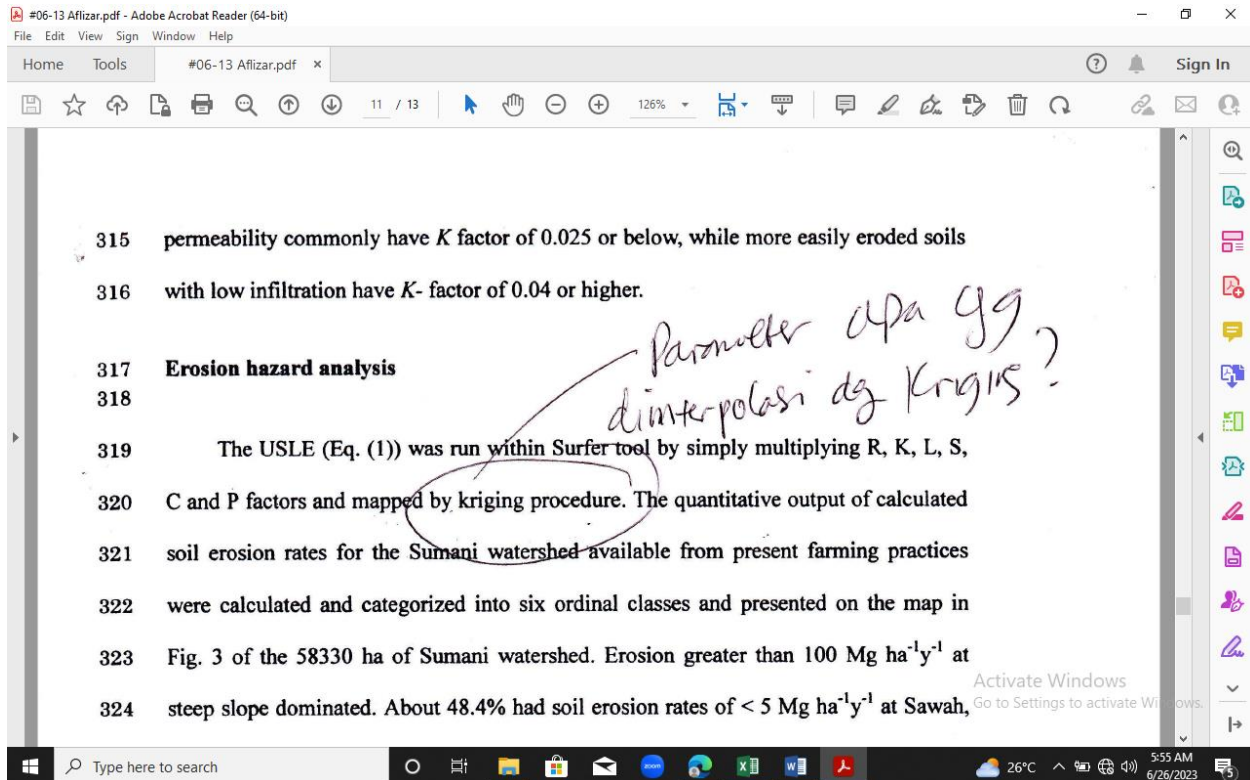 #06-13 Aflizar.pdf - Adobe Acrobat Reader (64-bit)
File Edit View Sign Window Help
Home Tools #06-13 Aflizar.pdf × Sign In
11 / 13 126%
315 permeability commonly have K factor of 0.025 or below, while more easily eroded soils
316 with low infiltration have K- factor of 0.04 or higher.
Parameter apa yg
dimterpolasi dg Kriging?
317 Erosion hazard analysis
318
319 The USLE (Eq. (1)) was run within Surfer tool by simply multiplying R, K, L, S,
320 C and P factors and mapped by kriging procedure. The quantitative output of calculated
321 soil erosion rates for the Sumani watershed available from present farming practices
322 were calculated and categorized into six ordinal classes and presented on the map in
323 Fig. 3 of the 58330 ha of Sumani watershed. Erosion greater than 100 Mg ha⁻¹y⁻¹ at
324 steep slope dominated. About 48.4% had soil erosion rates of < 5 Mg ha⁻¹y⁻¹ at Sawah,
Activate Windows
Go to Settings to activate Windows.
Type here to search zoom 26°C 5:55 AM
6/26/2023 5